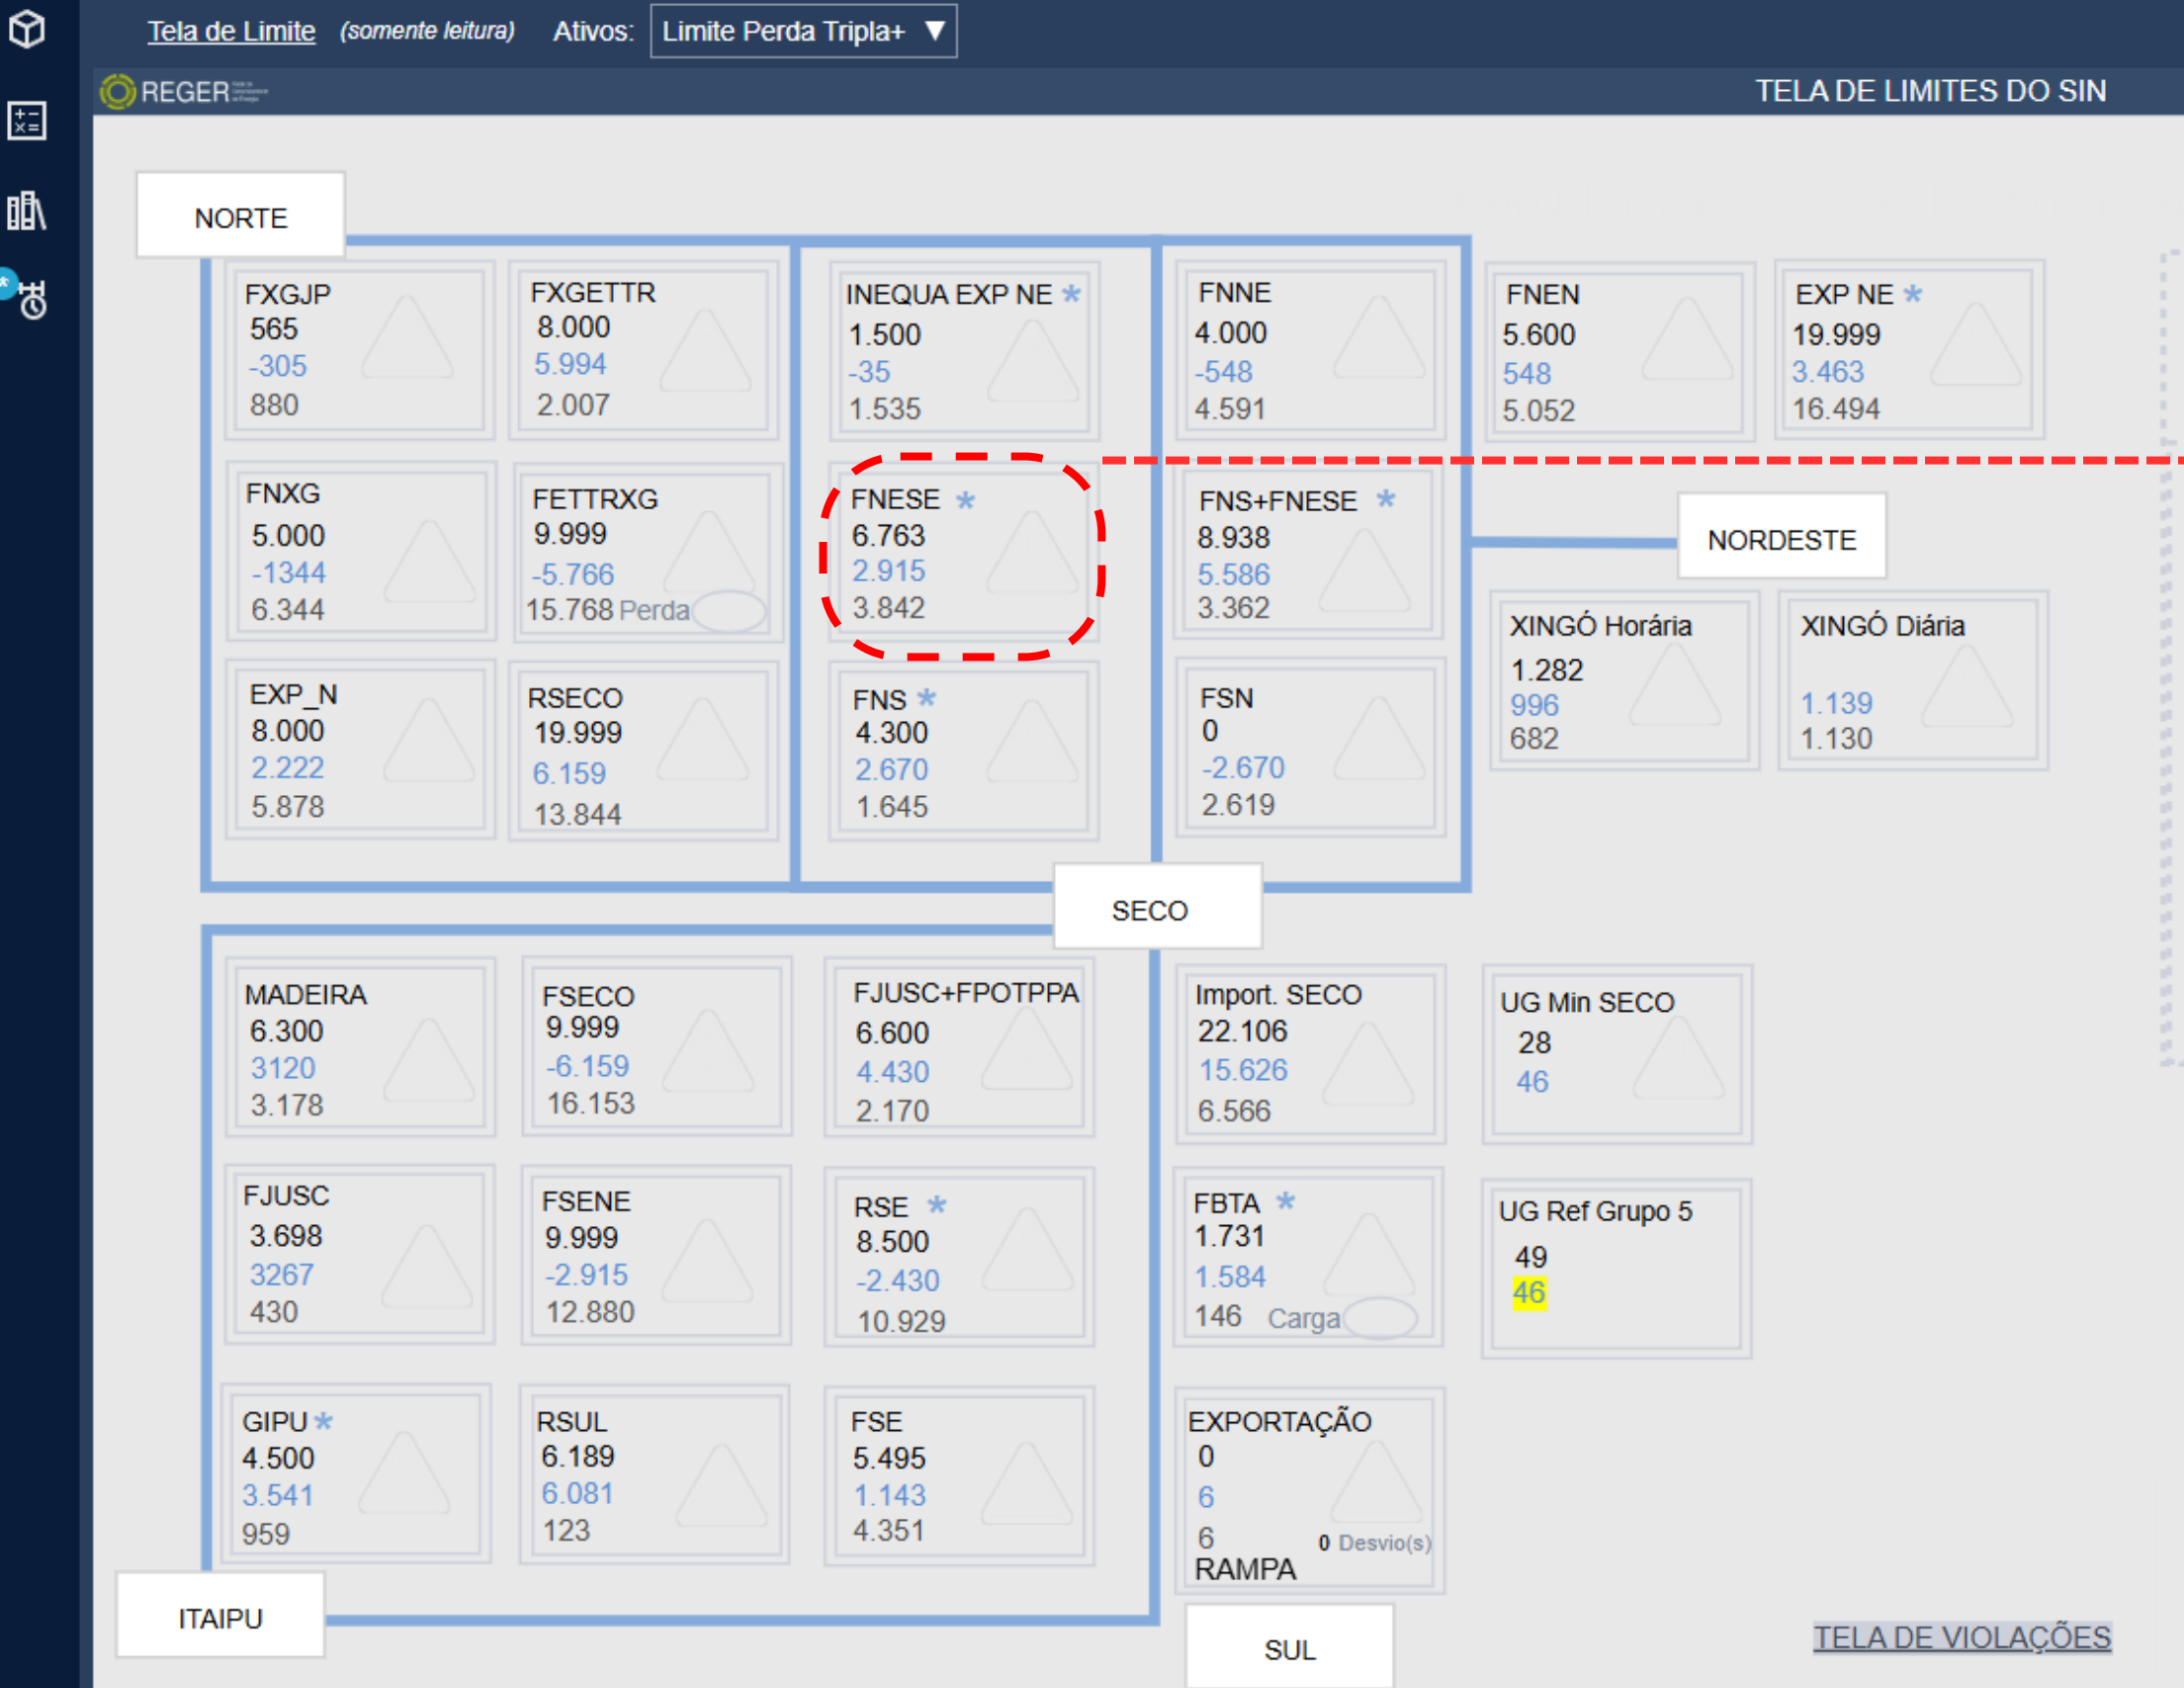 Tela de Limite (somente leitura) Ativos: Limite Perda Tripla+ ▼
REGER
TELA DE LIMITES DO SIN
NORTE
FXGJP
565
-305
880
FXGETTR
8.000
5.994
2.007
INEQUA EXP NE *
1.500
-35
1.535
FNNE
4.000
-548
4.591
FNEN
5.600
548
5.052
EXP NE *
19.999
3.463
16.494
FNXG
5.000
-1344
6.344
FETTRXG
9.999
-5.766
15.768 Perda
FNESE *
6.763
2.915
3.842
FNS+FNESE *
8.938
5.586
3.362
NORDESTE
EXP_N
8.000
2.222
5.878
RSECO
19.999
6.159
13.844
FNS *
4.300
2.670
1.645
FSN
0
-2.670
2.619
XINGÓ Horária
1.282
996
682
XINGÓ Diária
1.139
1.130
SECO
MADEIRA
6.300
3120
3.178
FSECO
9.999
-6.159
16.153
FJUSC+FPOTPPA
6.600
4.430
2.170
Import. SECO
22.106
15.626
6.566
UG Min SECO
28
46
FJUSC
3.698
3267
430
FSENE
9.999
-2.915
12.880
RSE *
8.500
-2.430
10.929
FBTA *
1.731
1.584
146 Carga
UG Ref Grupo 5
49
46
GIPU *
4.500
3.541
959
RSUL
6.189
6.081
123
FSE
5.495
1.143
4.351
EXPORTAÇÃO
0
6
6 0 Desvio(s)
RAMPA
ITAIPU
SUL
TELA DE VIOLAÇÕES